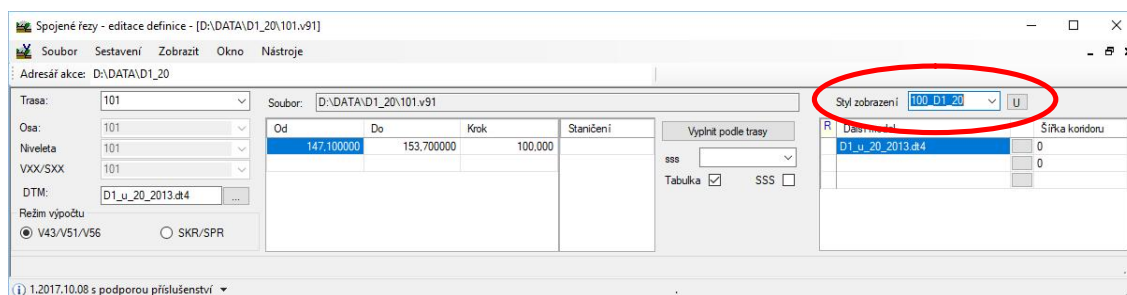 Spojené řezy - editace definice - [D:\DATA\D1_20\101.v91]
Soubor Sestavení Zobrazit Okno Nástroje
Adresář akce: D:\DATA\D1_20
Trasa: 101
Soubor: D:\DATA\D1_20\101.v91
Styl zobrazení 100_D1_20 U
Osa: 101
Niveleta 101
VXX/SXX 101
DTM: D1_u_20_2013.dt4 ...
Režim výpočtu
V43/V51/V56 SKR/SPR
Od Do Krok Staničení
147,100000 153,700000 100,000
Vyplnit podle trasy
sss
Tabulka SSS
R Další model Šířka koridoru
D1_u_20_2013.dt4 0
0
1.2017.10.08 s podporou příslušenství